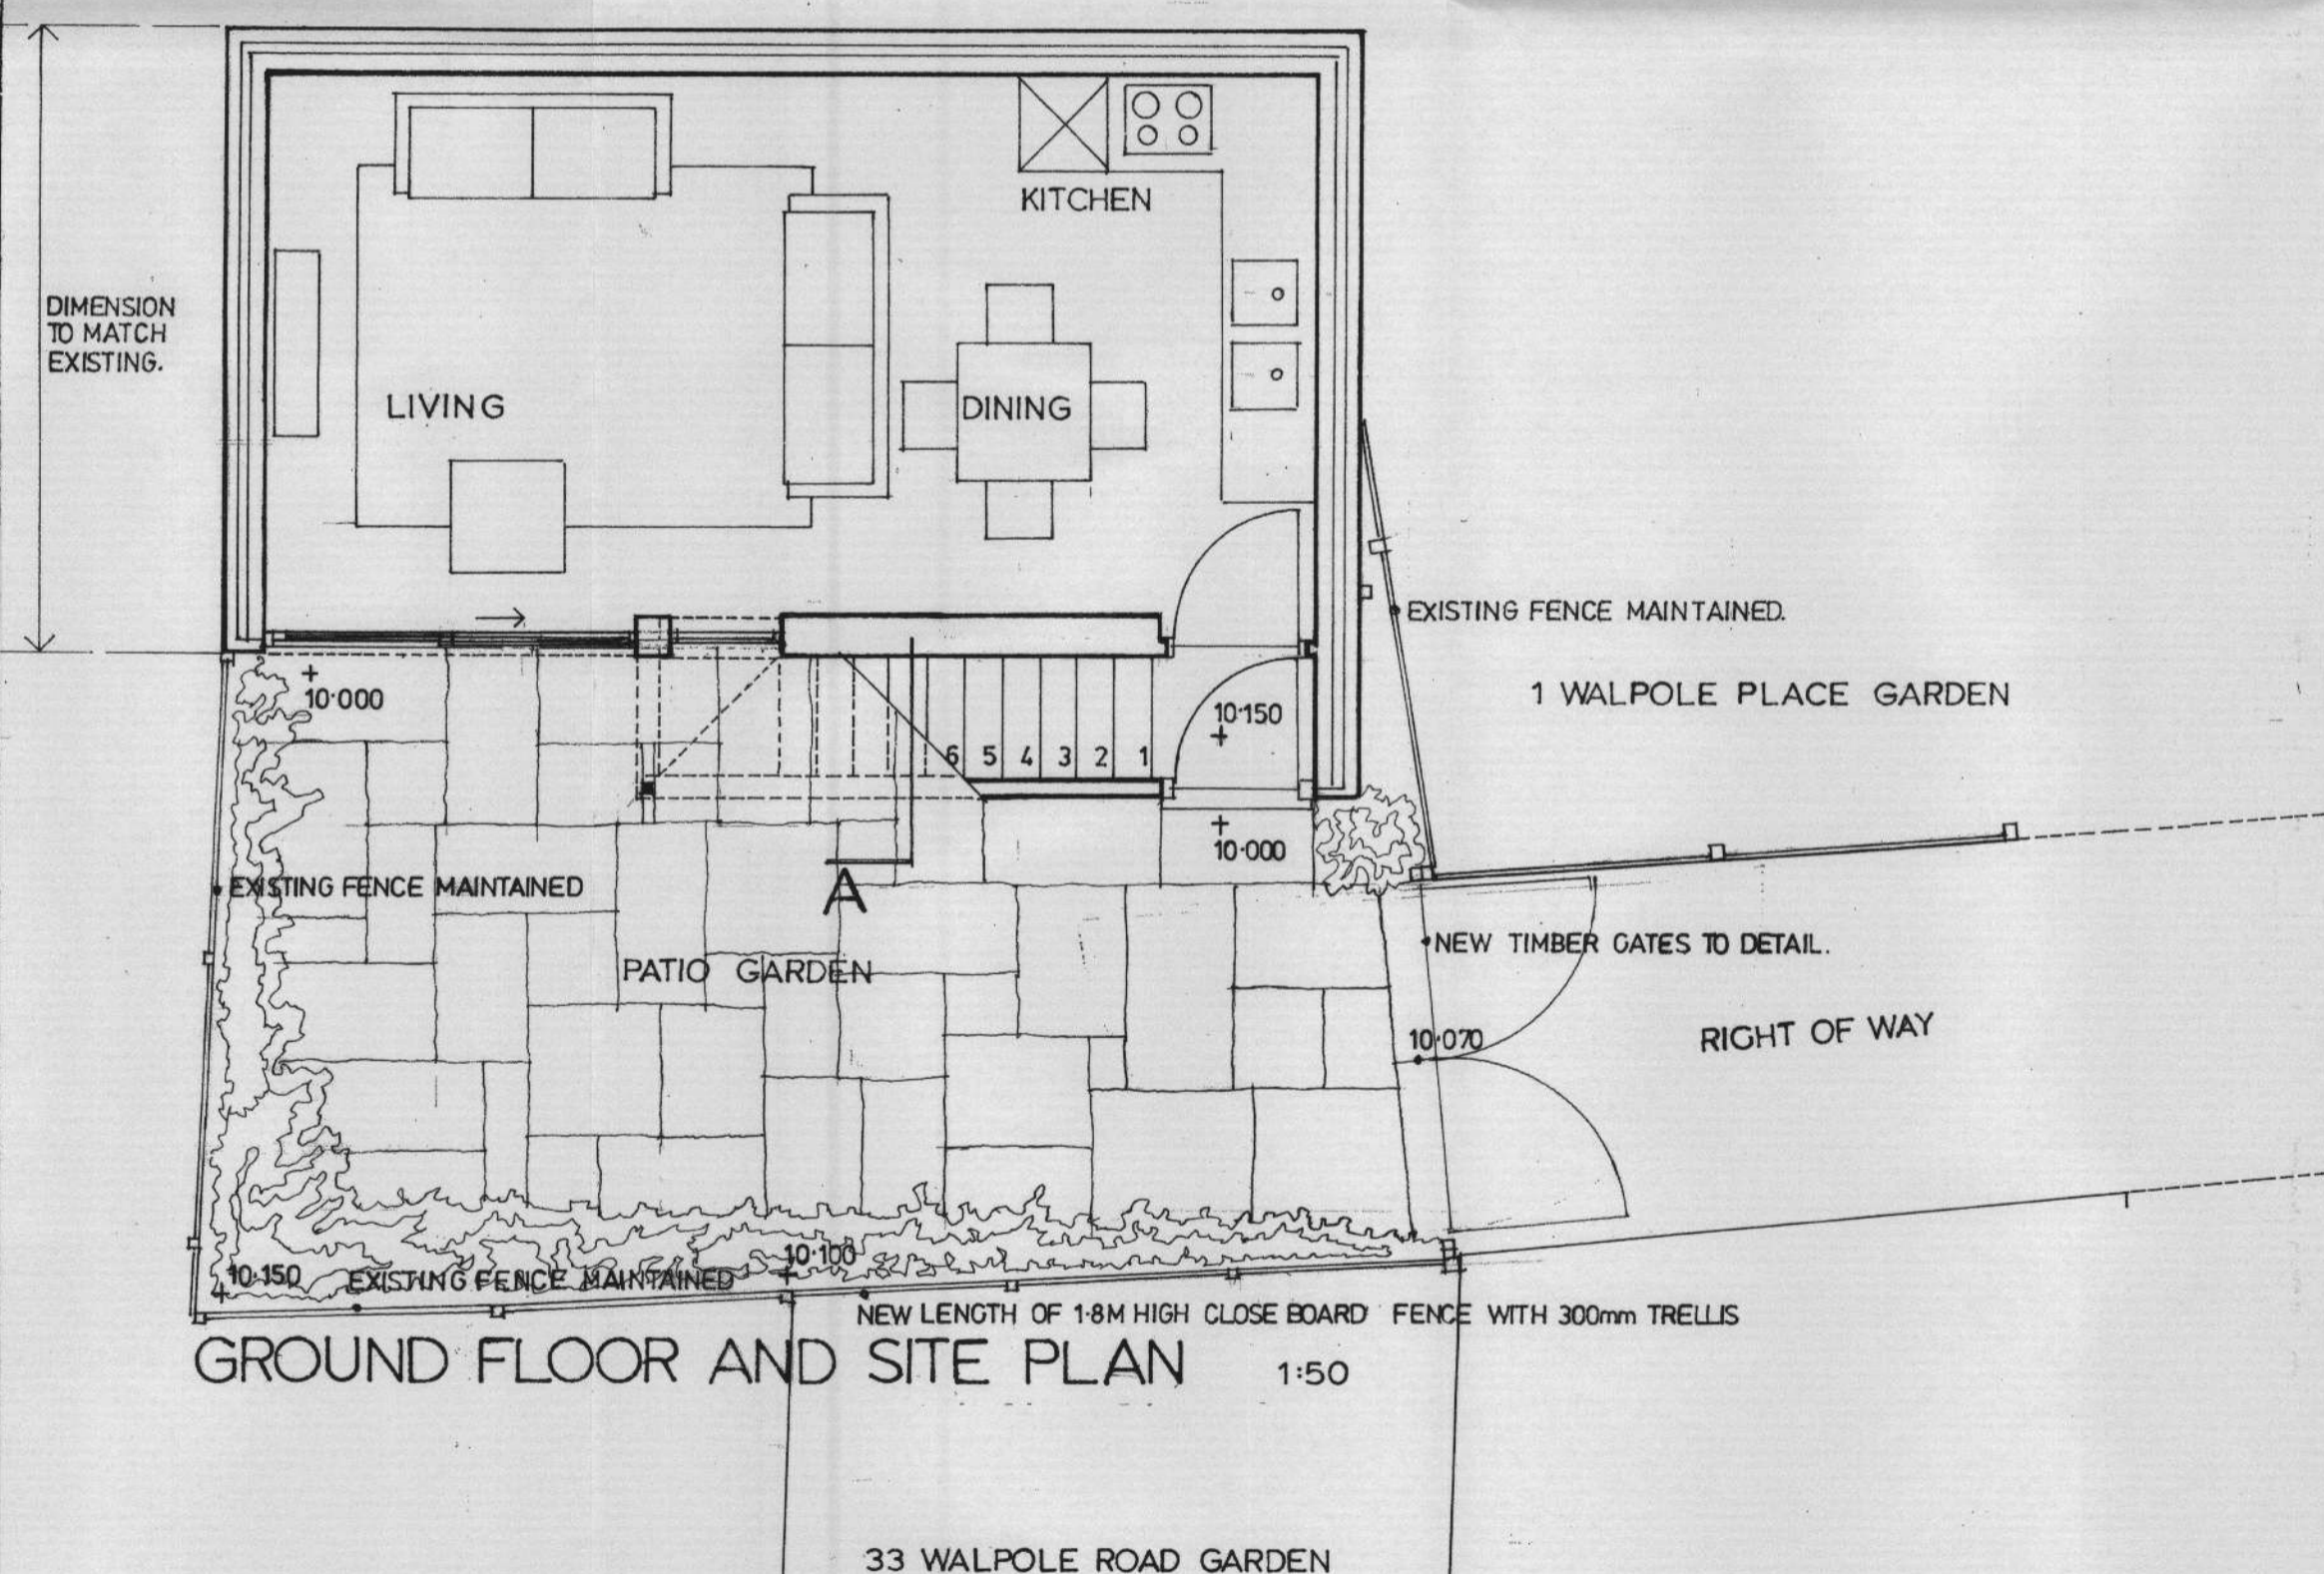 KITCHEN
DIMENSION
TO MATCH
EXISTING.
LIVING
DINING
EXISTING FENCE MAINTAINED.
1 WALPOLE PLACE GARDEN
10·000
10·150
6 5 4 3 2 1
10·000
EXISTING FENCE MAINTAINED
A
NEW TIMBER GATES TO DETAIL.
PATIO GARDEN
10·070
RIGHT OF WAY
10·100
10·150
EXISTING FENCE MAINTAINED
NEW LENGTH OF 1·8M HIGH CLOSE BOARD FENCE WITH 300mm TRELLIS
GROUND FLOOR AND SITE PLAN 1:50
33 WALPOLE ROAD GARDEN